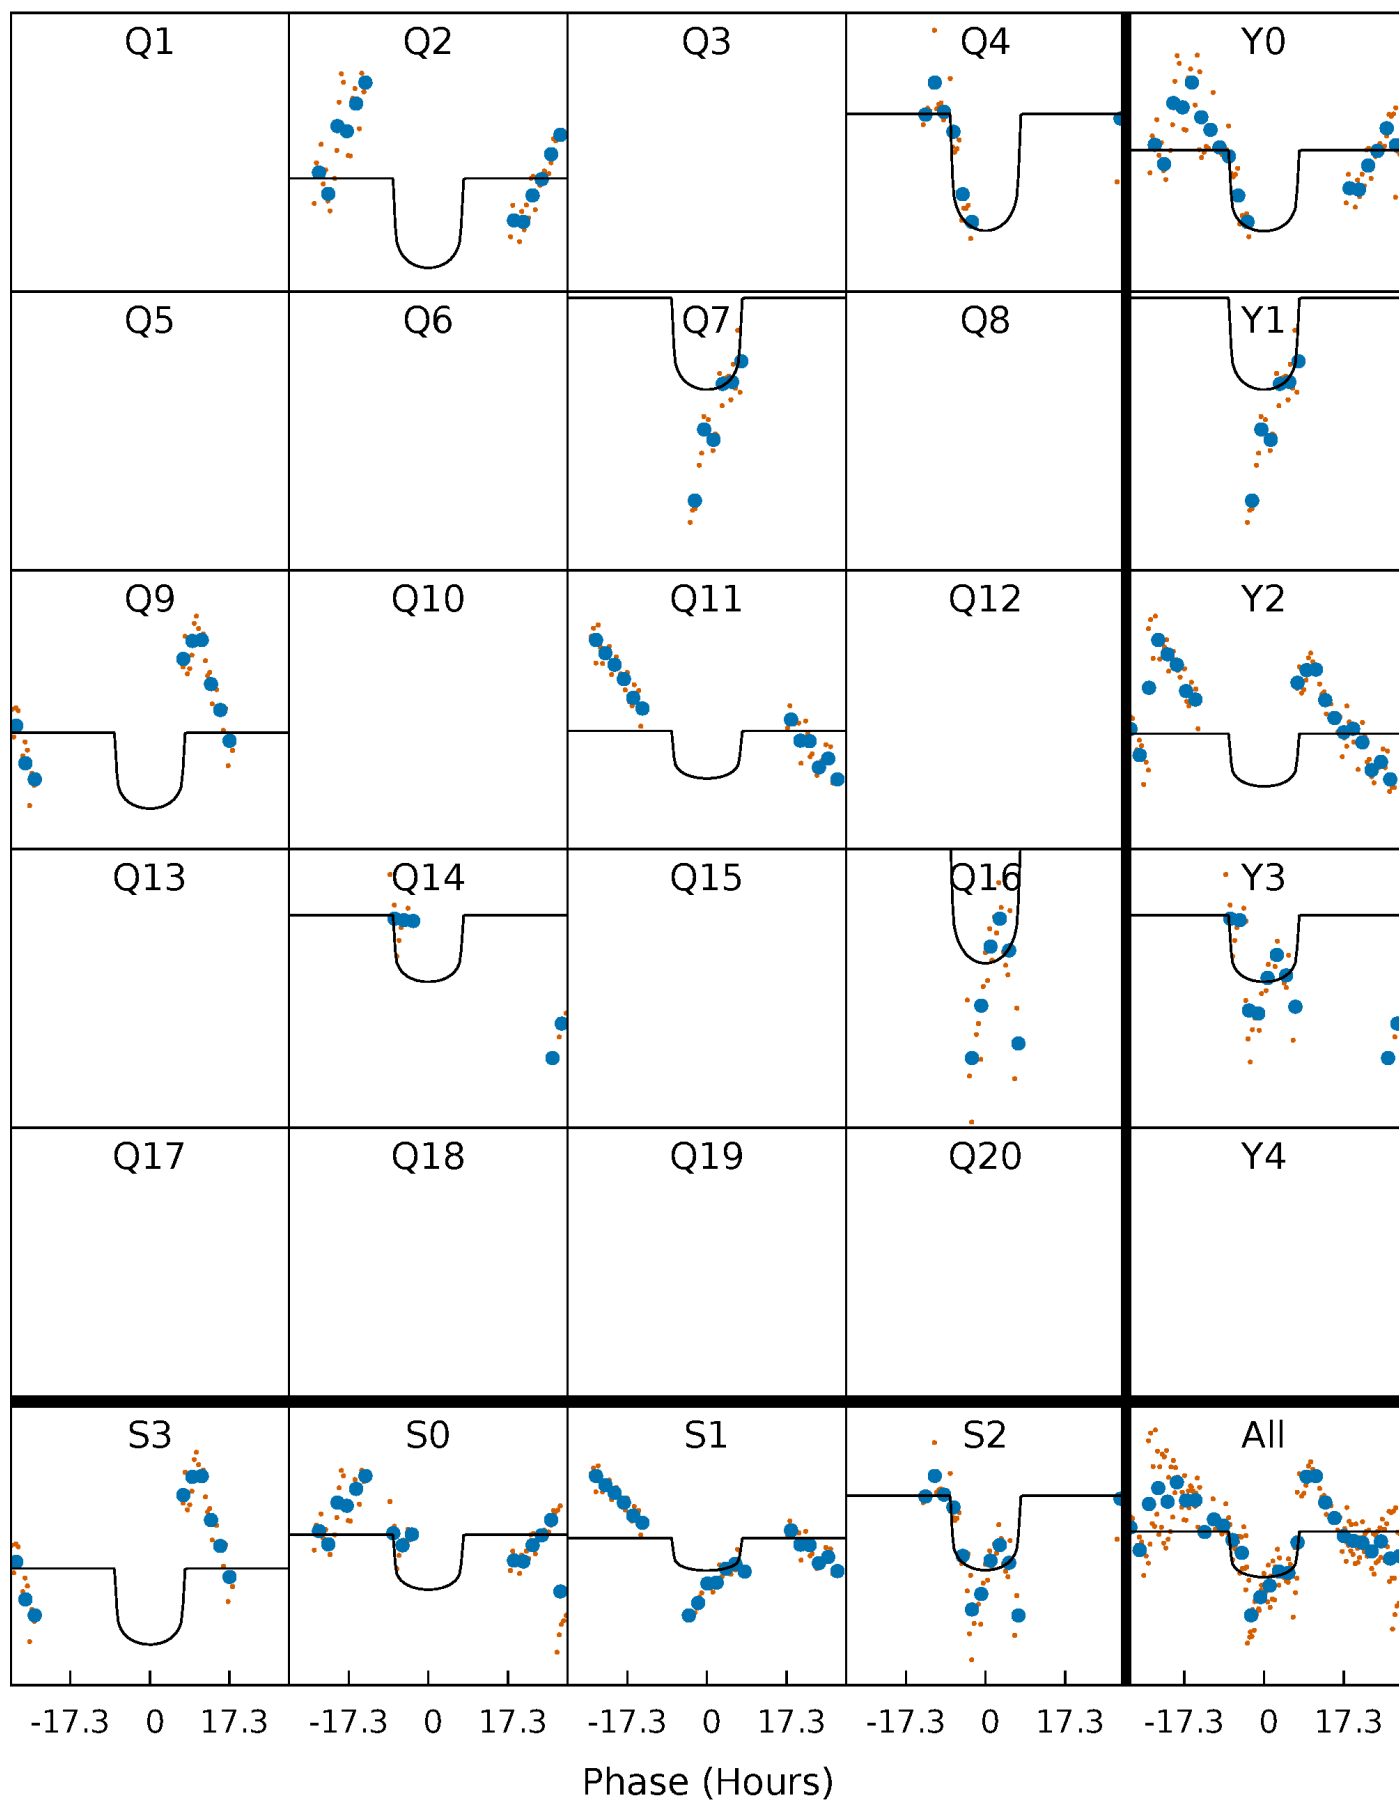 Q1 Q2 Q3 Q4 Y0
Q5 Q6 Q7 Q8 Y1
Q9 Q10 Q11 Q12 Y2
Q13 Q14 Q15 Q16 Y3
Q17 Q18 Q19 Q20 Y4
S3 S0 S1 S2 All
-17.3 0 17.3 -17.3 0 17.3 -17.3 0 17.3 -17.3 0 17.3 -17.3 0 17.3
Phase (Hours)